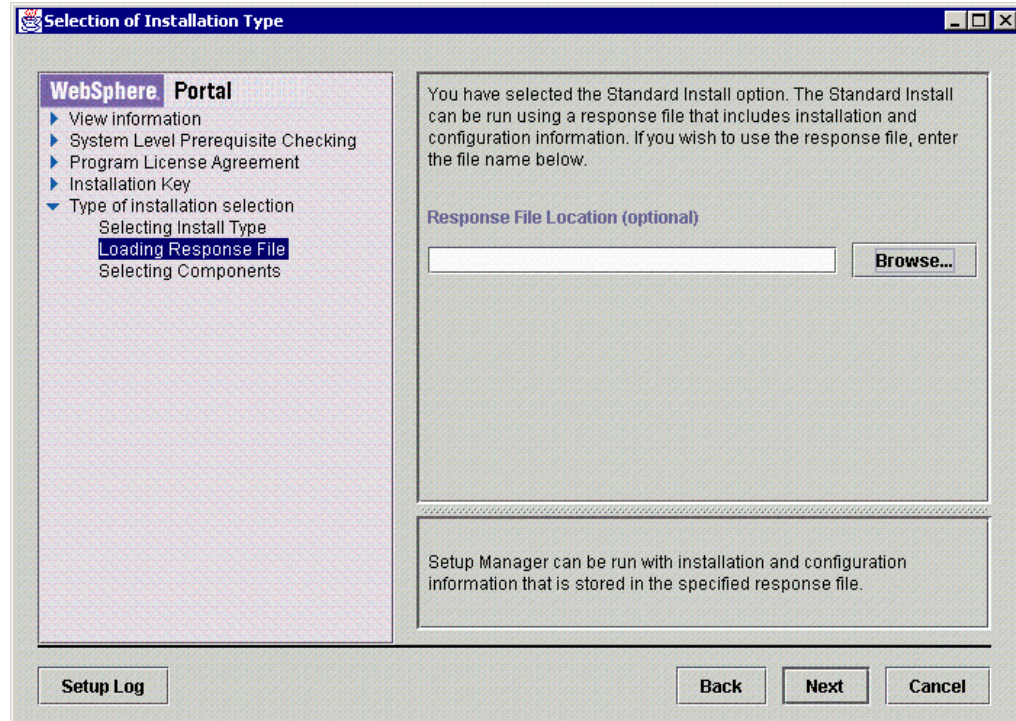 Selection of Installation Type
WebSphere Portal
View information
System Level Prerequisite Checking
Program License Agreement
Installation Key
Type of installation selection
Selecting Install Type
Loading Response File
Selecting Components
You have selected the Standard Install option. The Standard Install
can be run using a response file that includes installation and
configuration information. If you wish to use the response file, enter
the file name below.
Response File Location (optional)
Browse...
Setup Manager can be run with installation and configuration
information that is stored in the specified response file.
Setup Log
Back
Next
Cancel